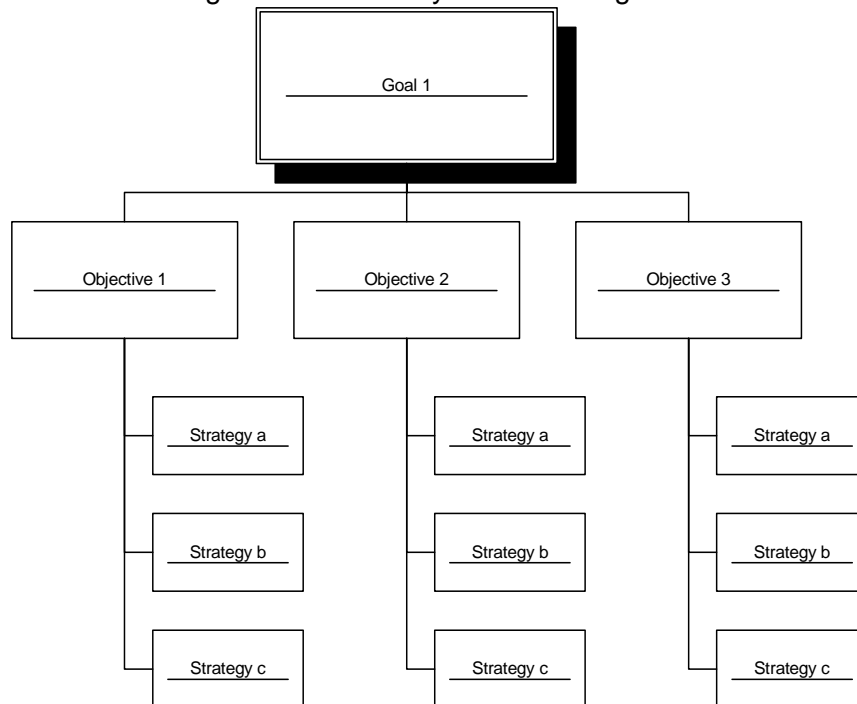 Goal 1
Objective 1 Objective 2 Objective 3
Strategy a Strategy a Strategy a
Strategy b Strategy b Strategy b
Strategy c Strategy c Strategy c